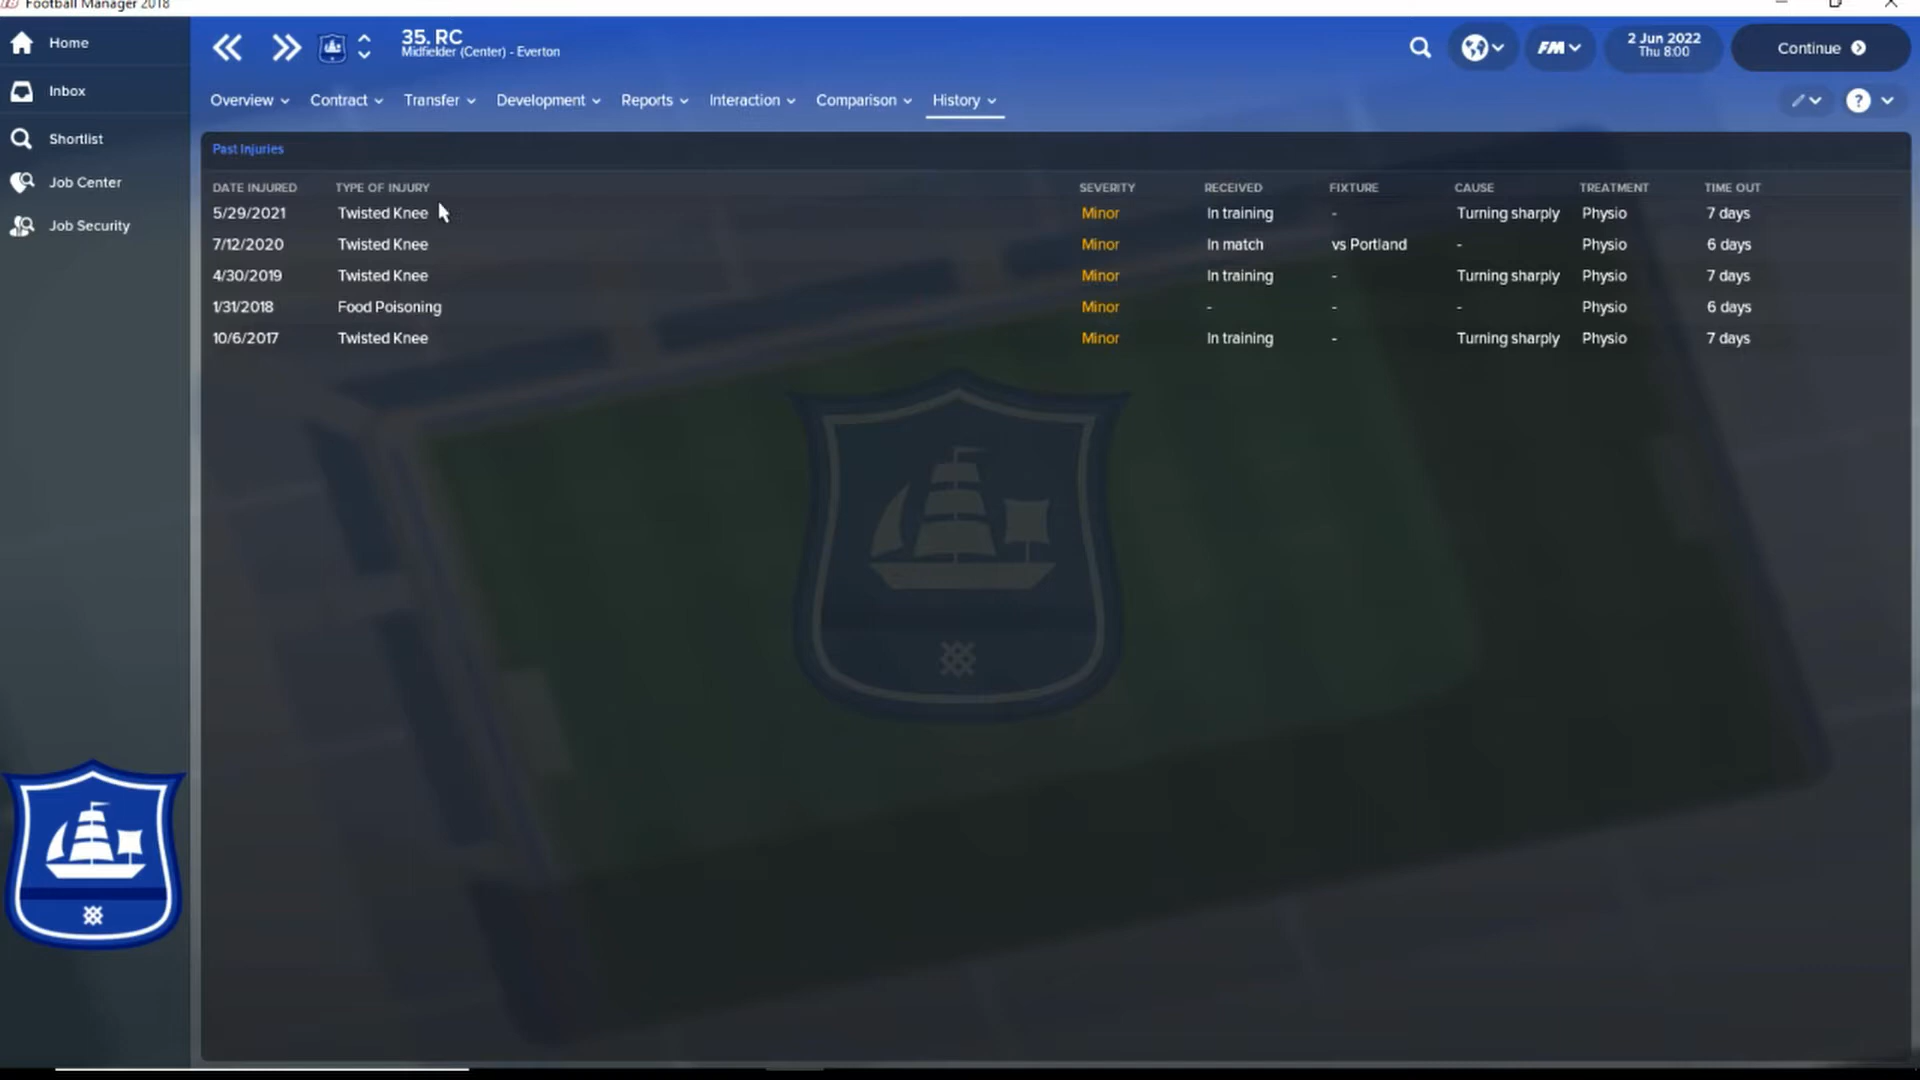 Football Manager 2018
Home
Inbox
Shortlist
Job Center
Job Security
35. RC
Midfielder (Center) - Everton
FM
2 Jun 2022
Thu 8:00
Continue
Overview Contract Transfer Development Reports Interaction Comparison History
?
Past Injuries
DATE INJURED TYPE OF INJURY SEVERITY RECEIVED FIXTURE CAUSE TREATMENT TIME OUT
5/29/2021 Twisted Knee Minor In training - Turning sharply Physio 7 days
7/12/2020 Twisted Knee Minor In match vs Portland - Physio 6 days
4/30/2019 Twisted Knee Minor In training - Turning sharply Physio 7 days
1/31/2018 Food Poisoning Minor - - - Physio 6 days
10/6/2017 Twisted Knee Minor In training - Turning sharply Physio 7 days